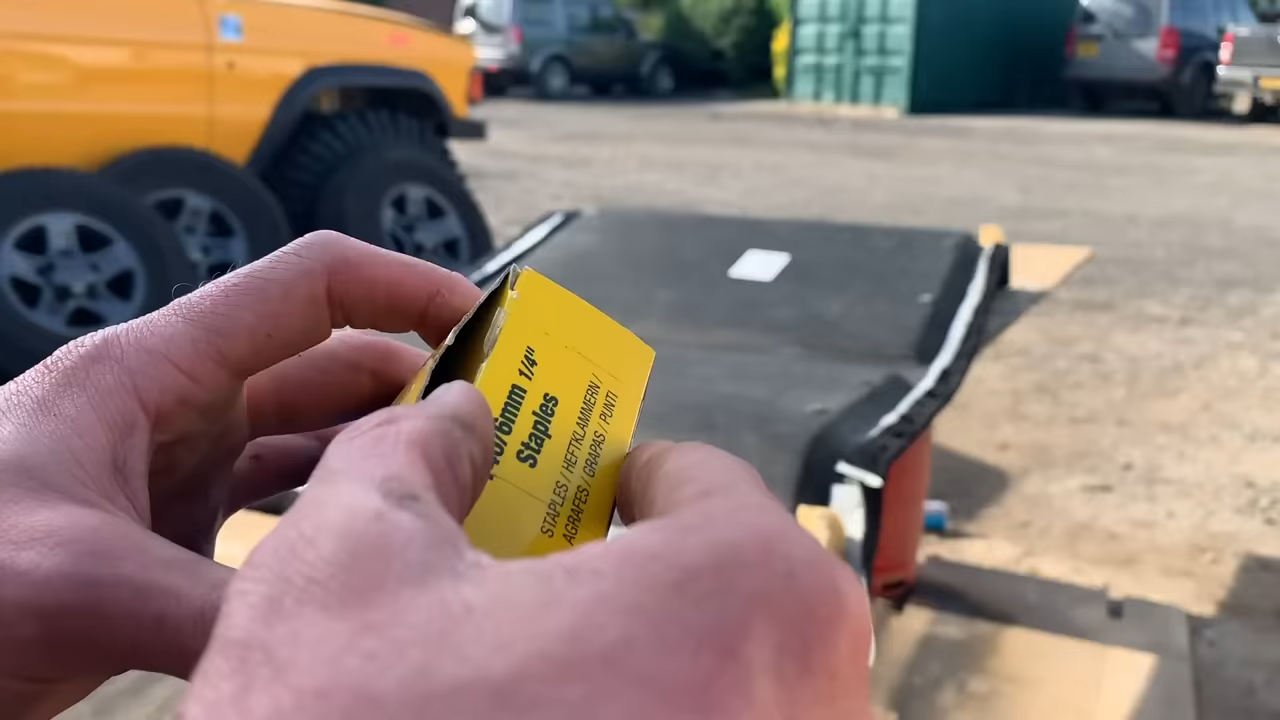 /6mm 1/4"
Staples
STAPLES / HEFTKLAMMERN /
AGRAFES / GRAPAS / PUNTI